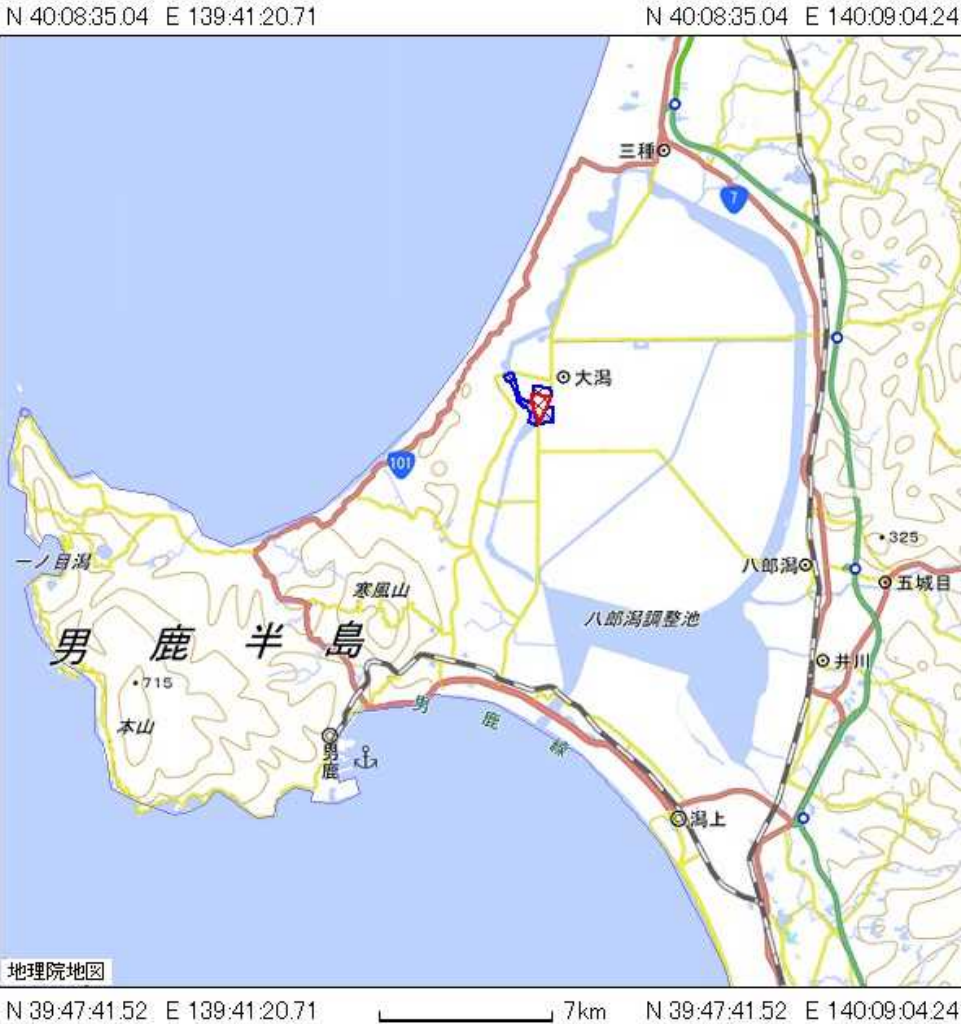 N 40:08:35.04 E 139:41:20.71
N 40:08:35.04 E 140:09:04.24
三種
7
大潟
101
325
一ノ目潟
八郎潟
五城目
寒風山
八郎潟調整池
男鹿半島
井川
715
本山
男鹿線
男鹿
潟上
地理院地図
N 39:47:41.52 E 139:41:20.71
7km
N 39:47:41.52 E 140:09:04.24